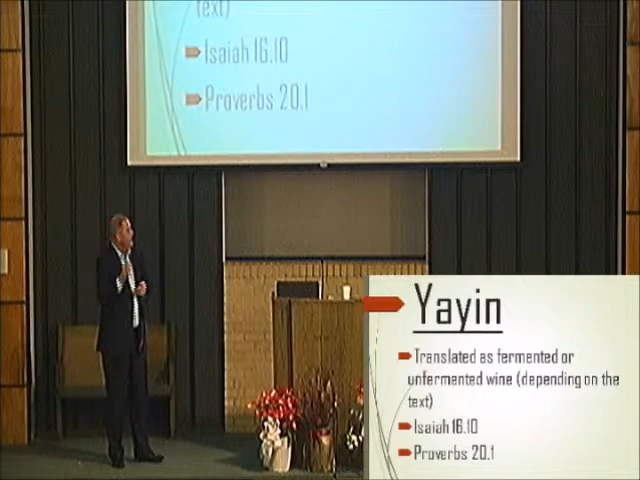 text)
Isaiah 16.10
Proverbs 20.1
Yayin
Translated as fermented or
unfermented wine (depending on the
text)
Isaiah 16.10
Proverbs 20.1